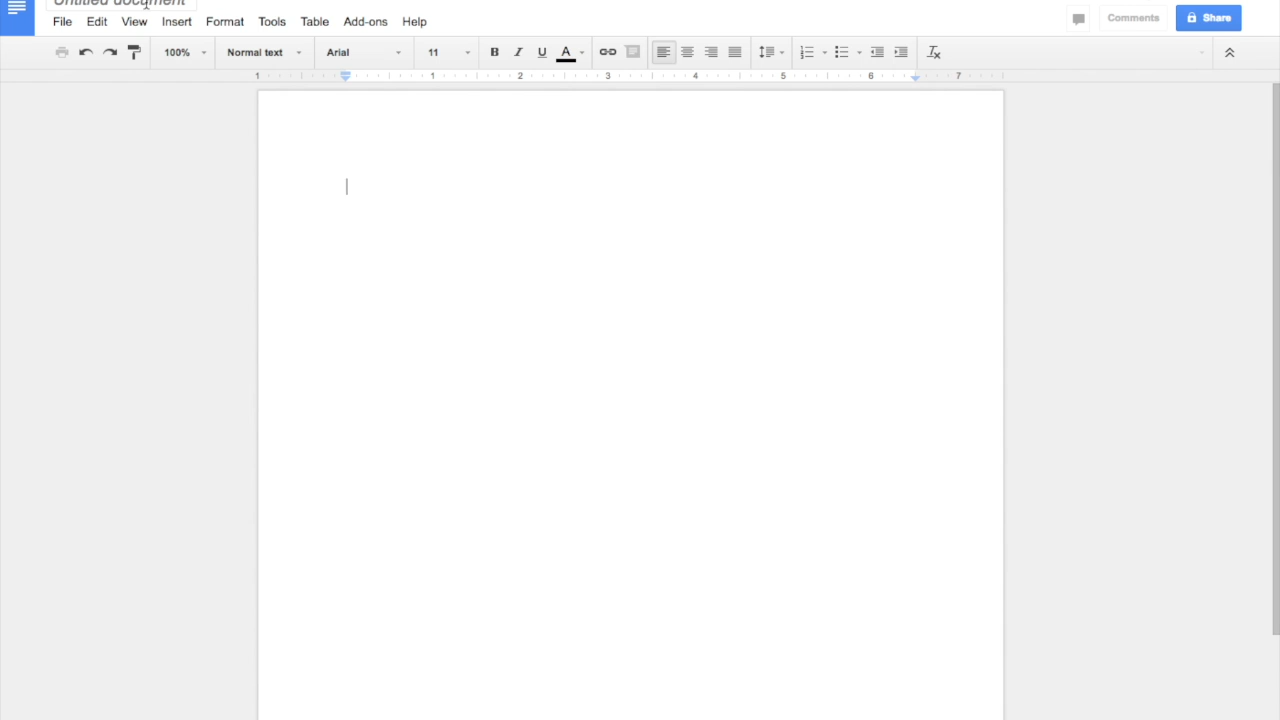 Untitled document
File Edit View Insert Format Tools Table Add-ons Help
Comments Share
100% Normal text Arial 11 B I U A
1 1 2 3 4 5 6 7